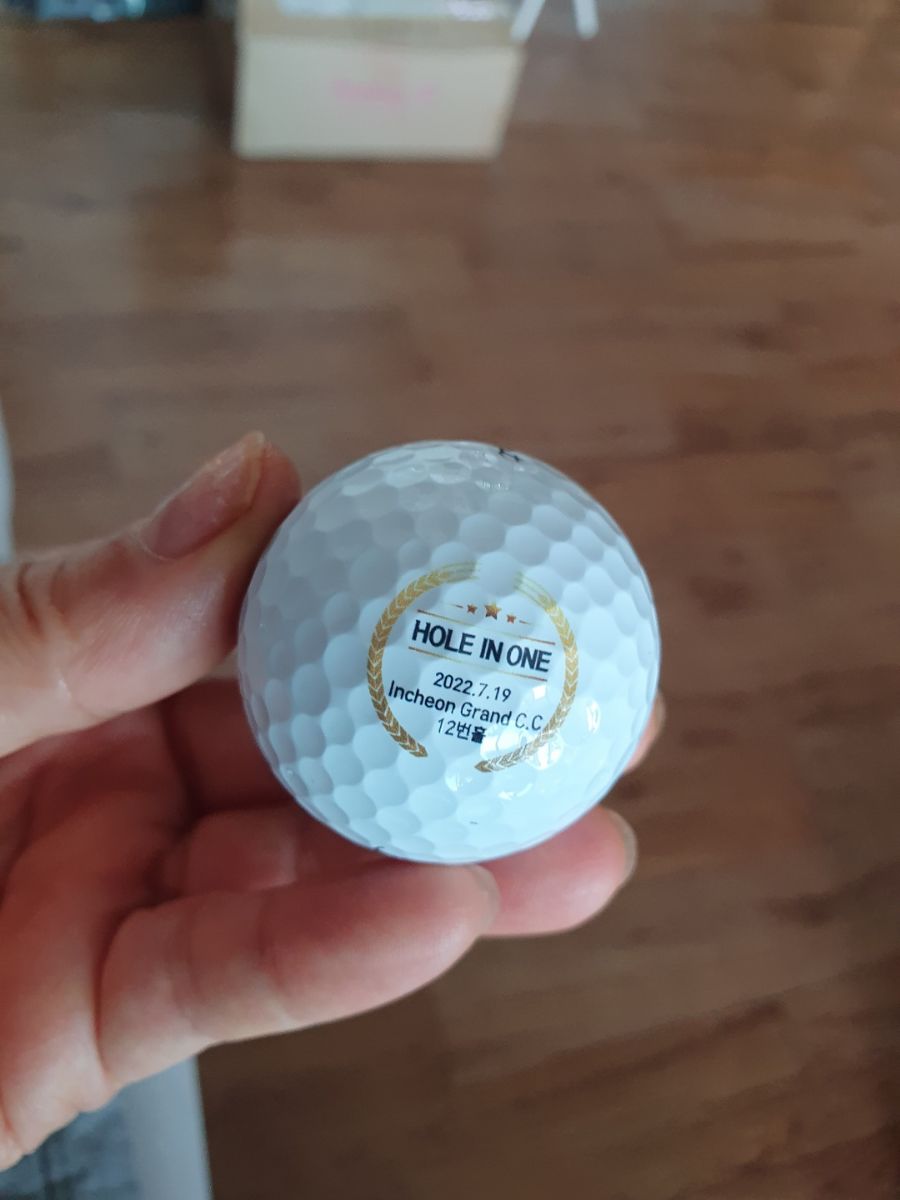 HOLE IN ONE
2022.7.19
Incheon Grand C.C
12번홀